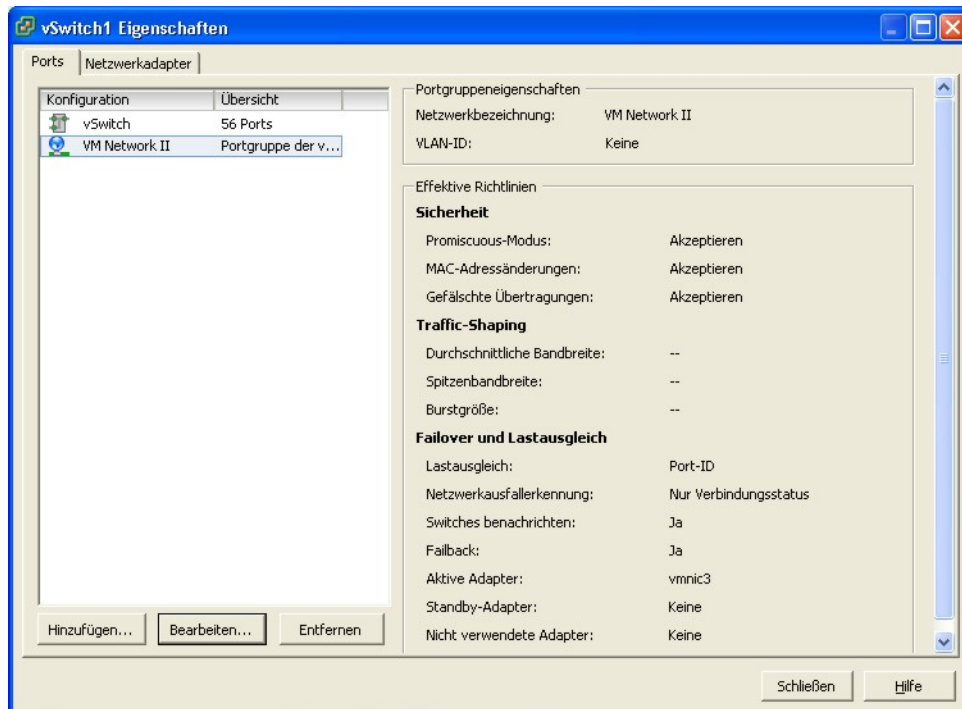 vSwitch1 Eigenschaften
Ports Netzwerkadapter
Konfiguration Übersicht
vSwitch 56 Ports
VM Network II Portgruppe der v...
Hinzufügen... Bearbeiten... Entfernen
Portgruppeneigenschaften
Netzwerkbezeichnung: VM Network II
VLAN-ID: Keine
Effektive Richtlinien
Sicherheit
Promiscuous-Modus: Akzeptieren
MAC-Adressänderungen: Akzeptieren
Gefälschte Übertragungen: Akzeptieren
Traffic-Shaping
Durchschnittliche Bandbreite: --
Spitzenbandbreite: --
Burstgröße: --
Failover und Lastausgleich
Lastausgleich: Port-ID
Netzwerkausfallerkennung: Nur Verbindungsstatus
Switches benachrichten: Ja
Failback: Ja
Aktive Adapter: vmnic3
Standby-Adapter: Keine
Nicht verwendete Adapter: Keine
Schließen Hilfe